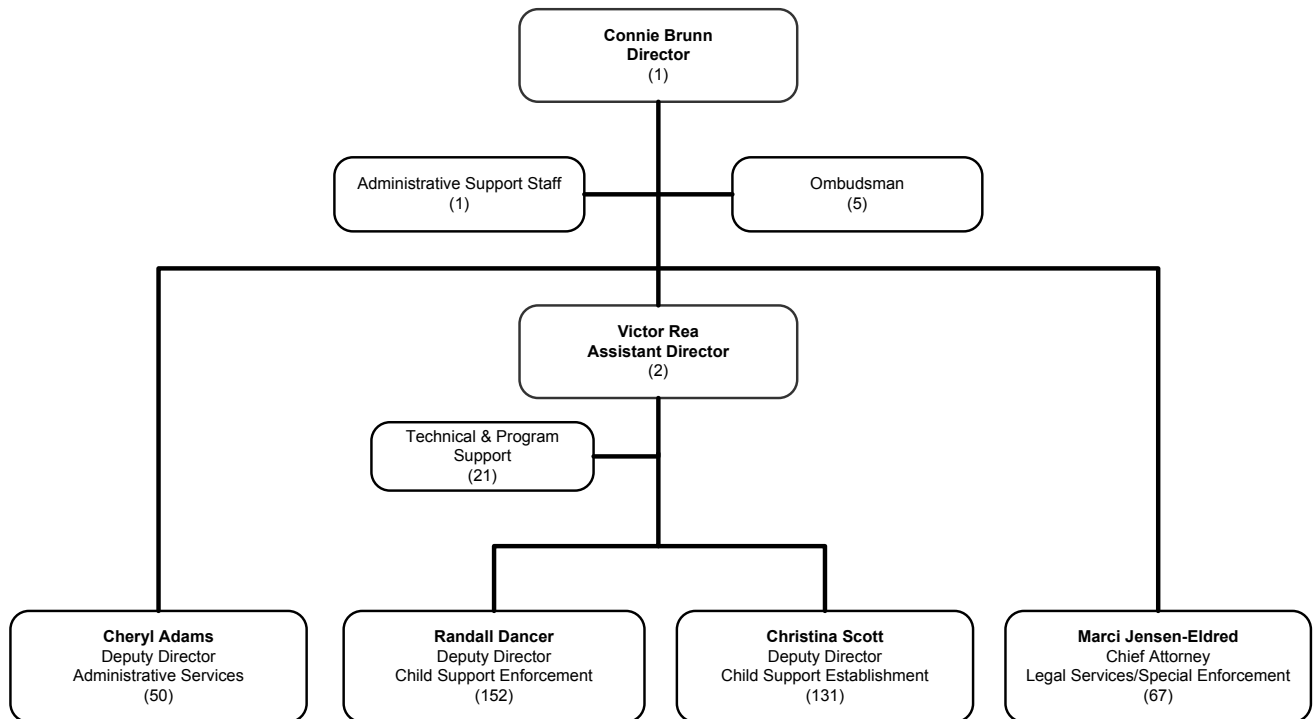 Connie Brunn
Director
(1)
Administrative Support Staff
(1)
Ombudsman
(5)
Victor Rea
Assistant Director
(2)
Technical & Program
Support
(21)
Cheryl Adams
Deputy Director
Administrative Services
(50)
Randall Dancer
Deputy Director
Child Support Enforcement
(152)
Christina Scott
Deputy Director
Child Support Establishment
(131)
Marci Jensen-Eldred
Chief Attorney
Legal Services/Special Enforcement
(67)